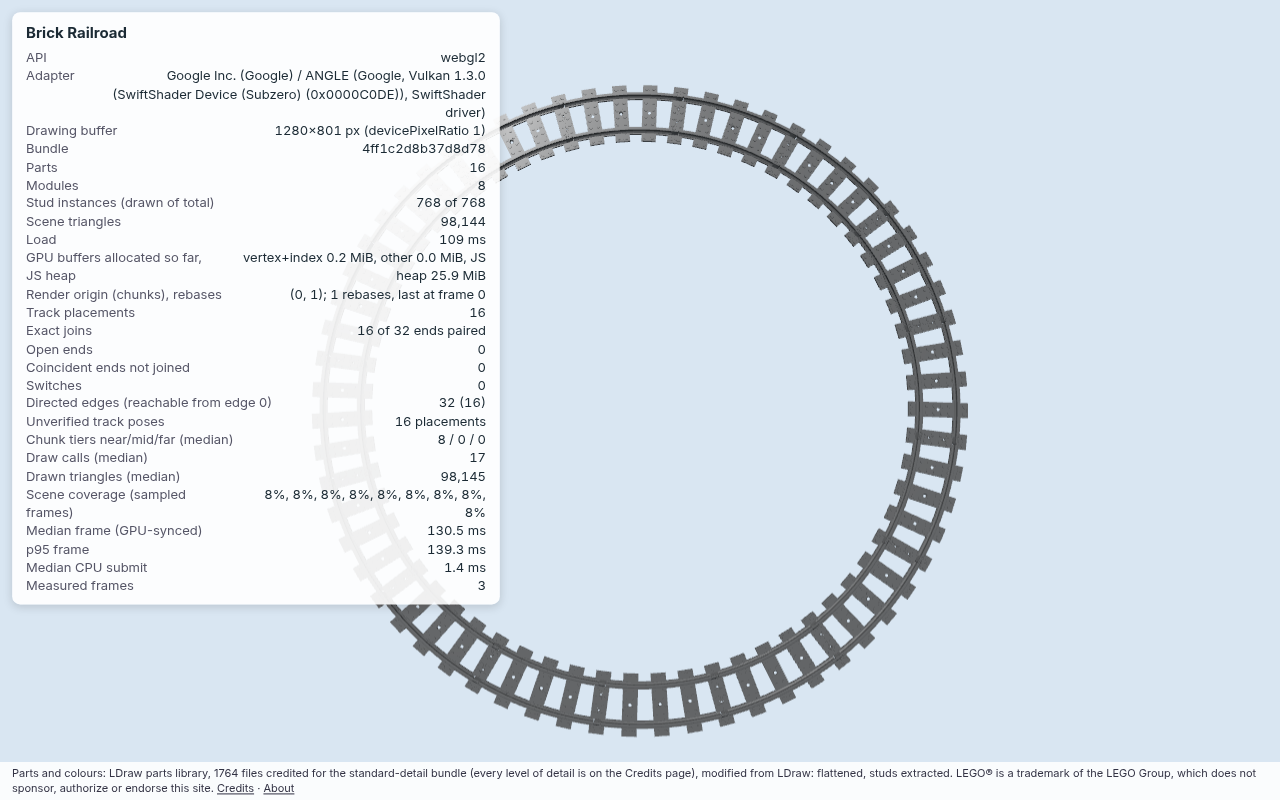 Brick Railroad
API webgl2
Adapter Google Inc. (Google) / ANGLE (Google, Vulkan 1.3.0
(SwiftShader Device (Subzero) (0x0000C0DE)), SwiftShader
driver)
Drawing buffer 1280×801 px (devicePixelRatio 1)
Bundle 4ff1c2d8b37d8d78
Parts 16
Modules 8
Stud instances (drawn of total) 768 of 768
Scene triangles 98,144
Load 109 ms
GPU buffers allocated so far, vertex+index 0.2 MiB, other 0.0 MiB, JS
JS heap heap 25.9 MiB
Render origin (chunks), rebases (0, 1); 1 rebases, last at frame 0
Track placements 16
Exact joins 16 of 32 ends paired
Open ends 0
Coincident ends not joined 0
Switches 0
Directed edges (reachable from edge 0) 32 (16)
Unverified track poses 16 placements
Chunk tiers near/mid/far (median) 8 / 0 / 0
Draw calls (median) 17
Drawn triangles (median) 98,145
Scene coverage (sampled 8%, 8%, 8%, 8%, 8%, 8%, 8%, 8%,
frames) 8%
Median frame (GPU-synced) 130.5 ms
p95 frame 139.3 ms
Median CPU submit 1.4 ms
Measured frames 3
Parts and colours: LDraw parts library, 1764 files credited for the standard-detail bundle (every level of detail is on the Credits page), modified from LDraw: flattened, studs extracted. LEGO® is a trademark of the LEGO Group, which does not
sponsor, authorize or endorse this site. Credits · About